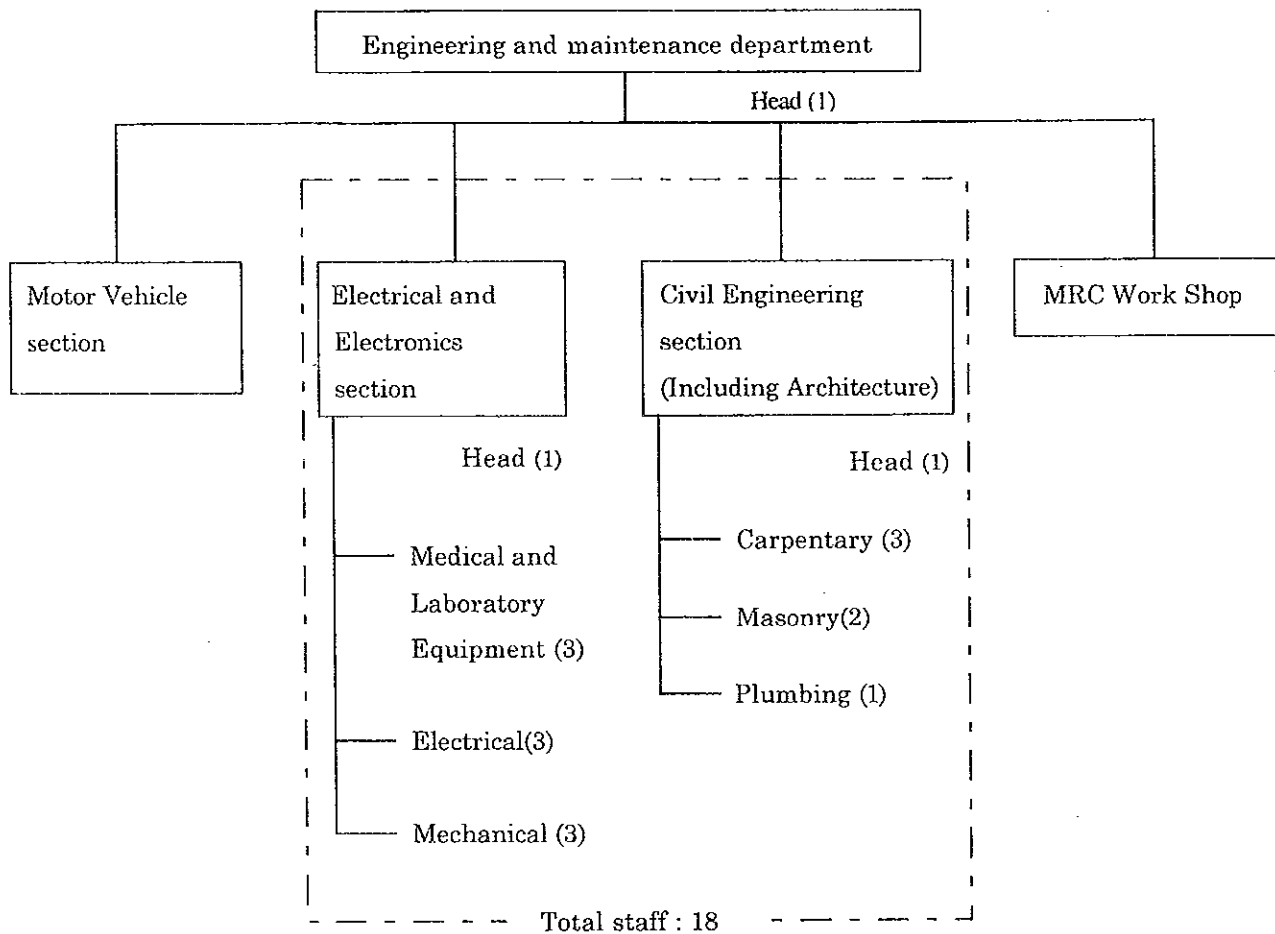 Engineering and maintenance department
Head (1)
Motor Vehicle
section
Electrical and
Electronics
section
Head (1)
Medical and
Laboratory
Equipment (3)
Electrical(3)
Mechanical (3)
Civil Engineering
section
(Including Architecture)
Head (1)
Carpentary (3)
Masonry(2)
Plumbing (1)
MRC Work Shop
Total staff : 18